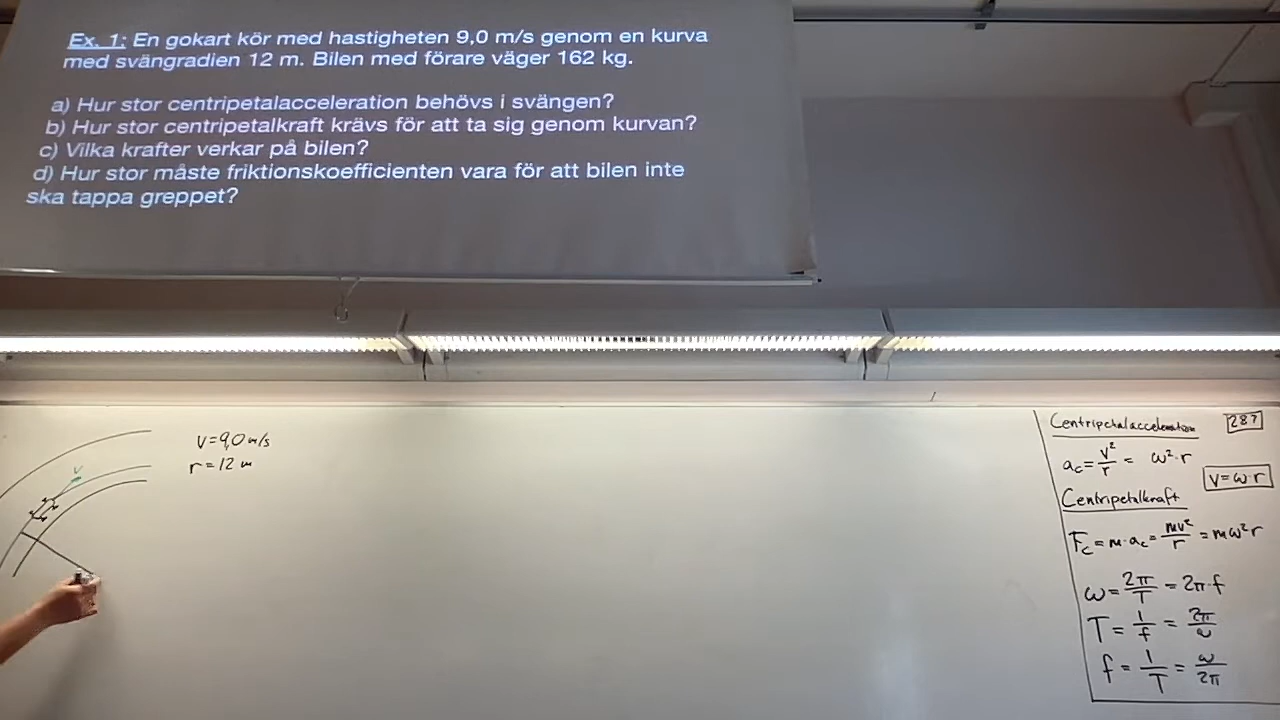 Ex. 1: En gokart kör med hastigheten 9,0 m/s genom en kurva
med svängradien 12 m. Bilen med förare väger 162 kg.
a) Hur stor centripetalacceleration behövs i svängen?
b) Hur stor centripetalkraft krävs för att ta sig genom kurvan?
c) Vilka krafter verkar på bilen?
d) Hur stor måste friktionskoefficienten vara för att bilen inte
ska tappa greppet?
v
v=9,0 m/s
r=12 m
Centripetalacceleration 287
a_c = v²/r = ω²·r
v=ω·r
Centripetalkraft
F_c = m·a_c = mv²/r = mω²r
ω = 2π/T = 2π·f
T = 1/f = 2π/ω
f = 1/T = ω/2π